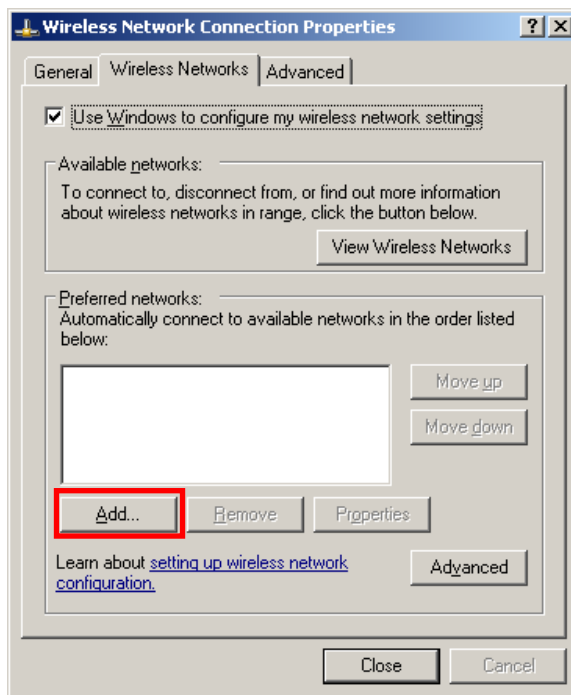 Wireless Network Connection Properties
General
Wireless Networks
Advanced
Use Windows to configure my wireless network settings
Available networks:
To connect to, disconnect from, or find out more information
about wireless networks in range, click the button below.
View Wireless Networks
Preferred networks:
Automatically connect to available networks in the order listed
below:
Move up
Move down
Add...
Remove
Properties
Learn about setting up wireless network
configuration.
Advanced
Close
Cancel